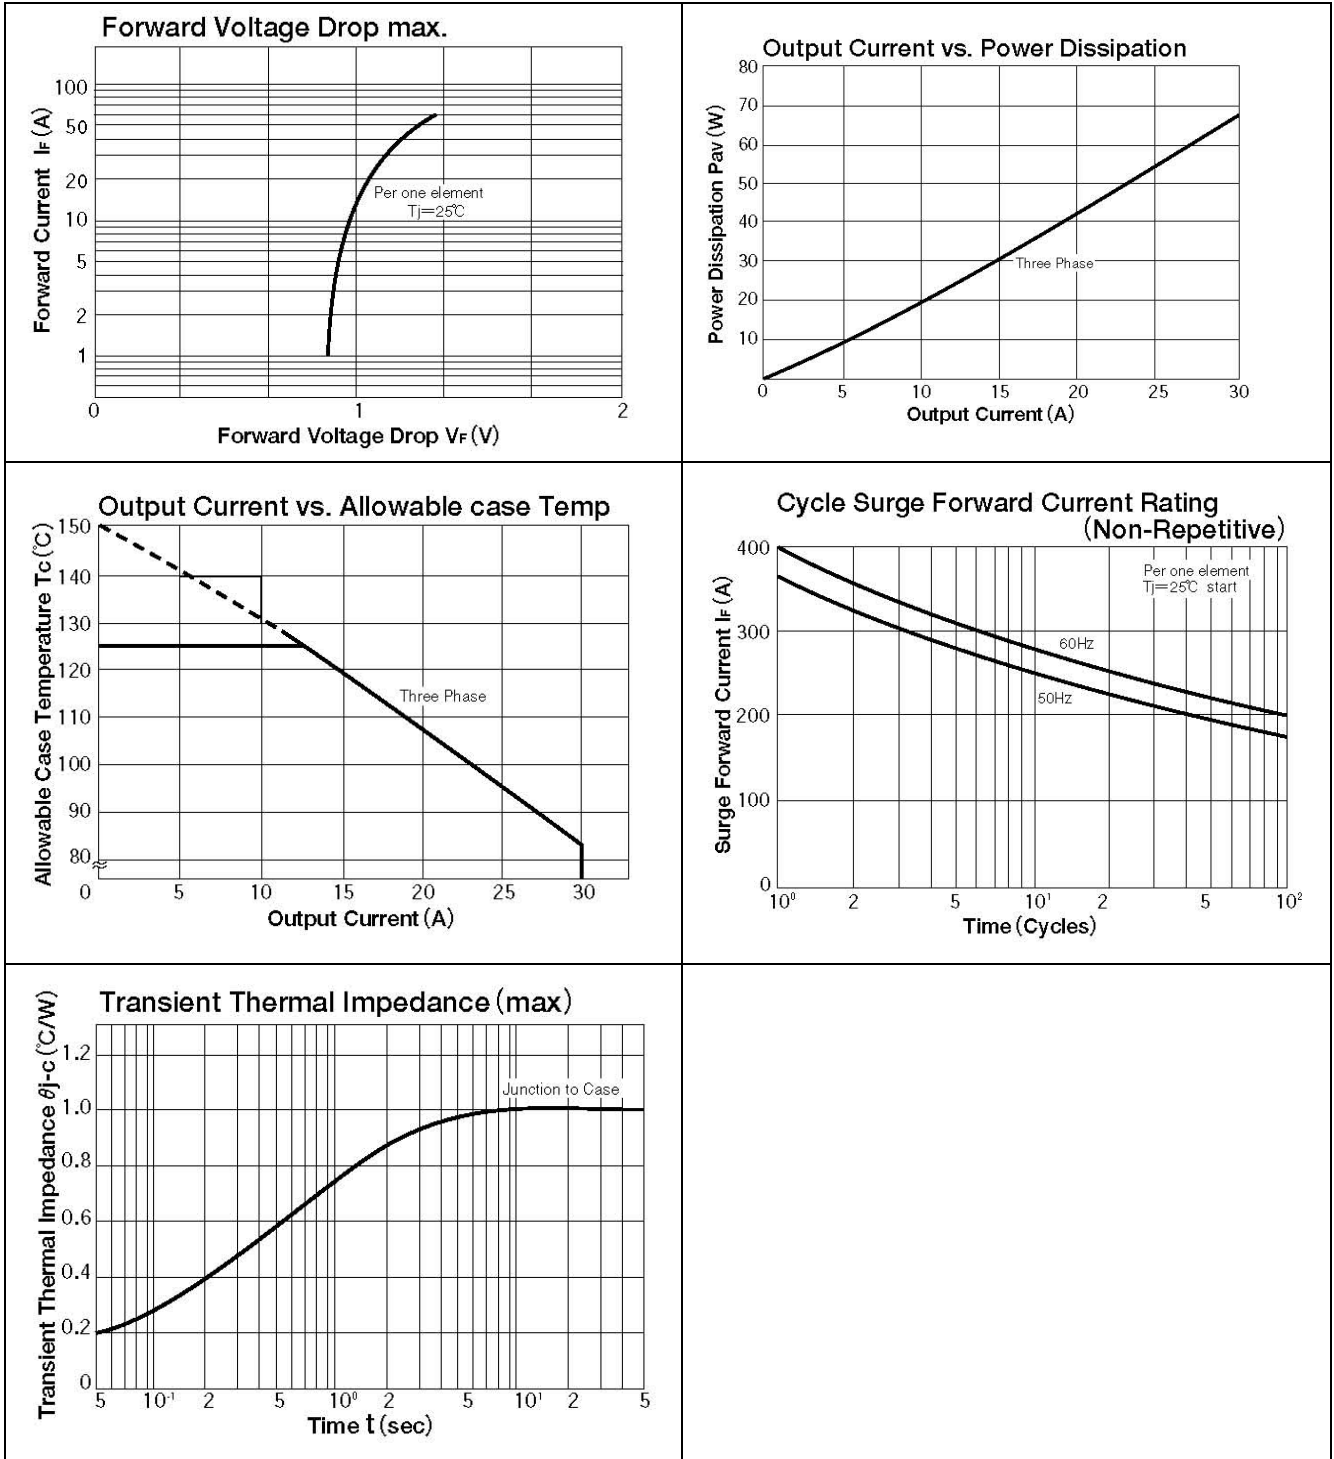 Forward Voltage Drop max.
Forward Current IF (A)
100
50
20
10
5
2
1
Per one element
Tj=25℃
0 1 2
Forward Voltage Drop VF (V)
Output Current vs. Power Dissipation
Power Dissipation Pav (W)
80
70
60
50
40
30
20
10
Three Phase
0 5 10 15 20 25 30
Output Current (A)
Output Current vs. Allowable case Temp
Allowable Case Temperature Tc (℃)
150
140
130
120
110
100
90
80
Three Phase
0 5 10 15 20 25 30
Output Current (A)
Cycle Surge Forward Current Rating
(Non-Repetitive)
Surge Forward Current IF (A)
400
300
200
100
0
Per one element
Tj=25℃ start
60Hz
50Hz
10⁰ 2 5 10¹ 2 5 10²
Time (Cycles)
Transient Thermal Impedance (max)
Transient Thermal Impedance θj-c (℃/W)
1.2
1.0
0.8
0.6
0.4
0.2
0
Junction to Case
5 10⁻¹ 2 5 10⁰ 2 5 10¹ 2 5
Time t (sec)